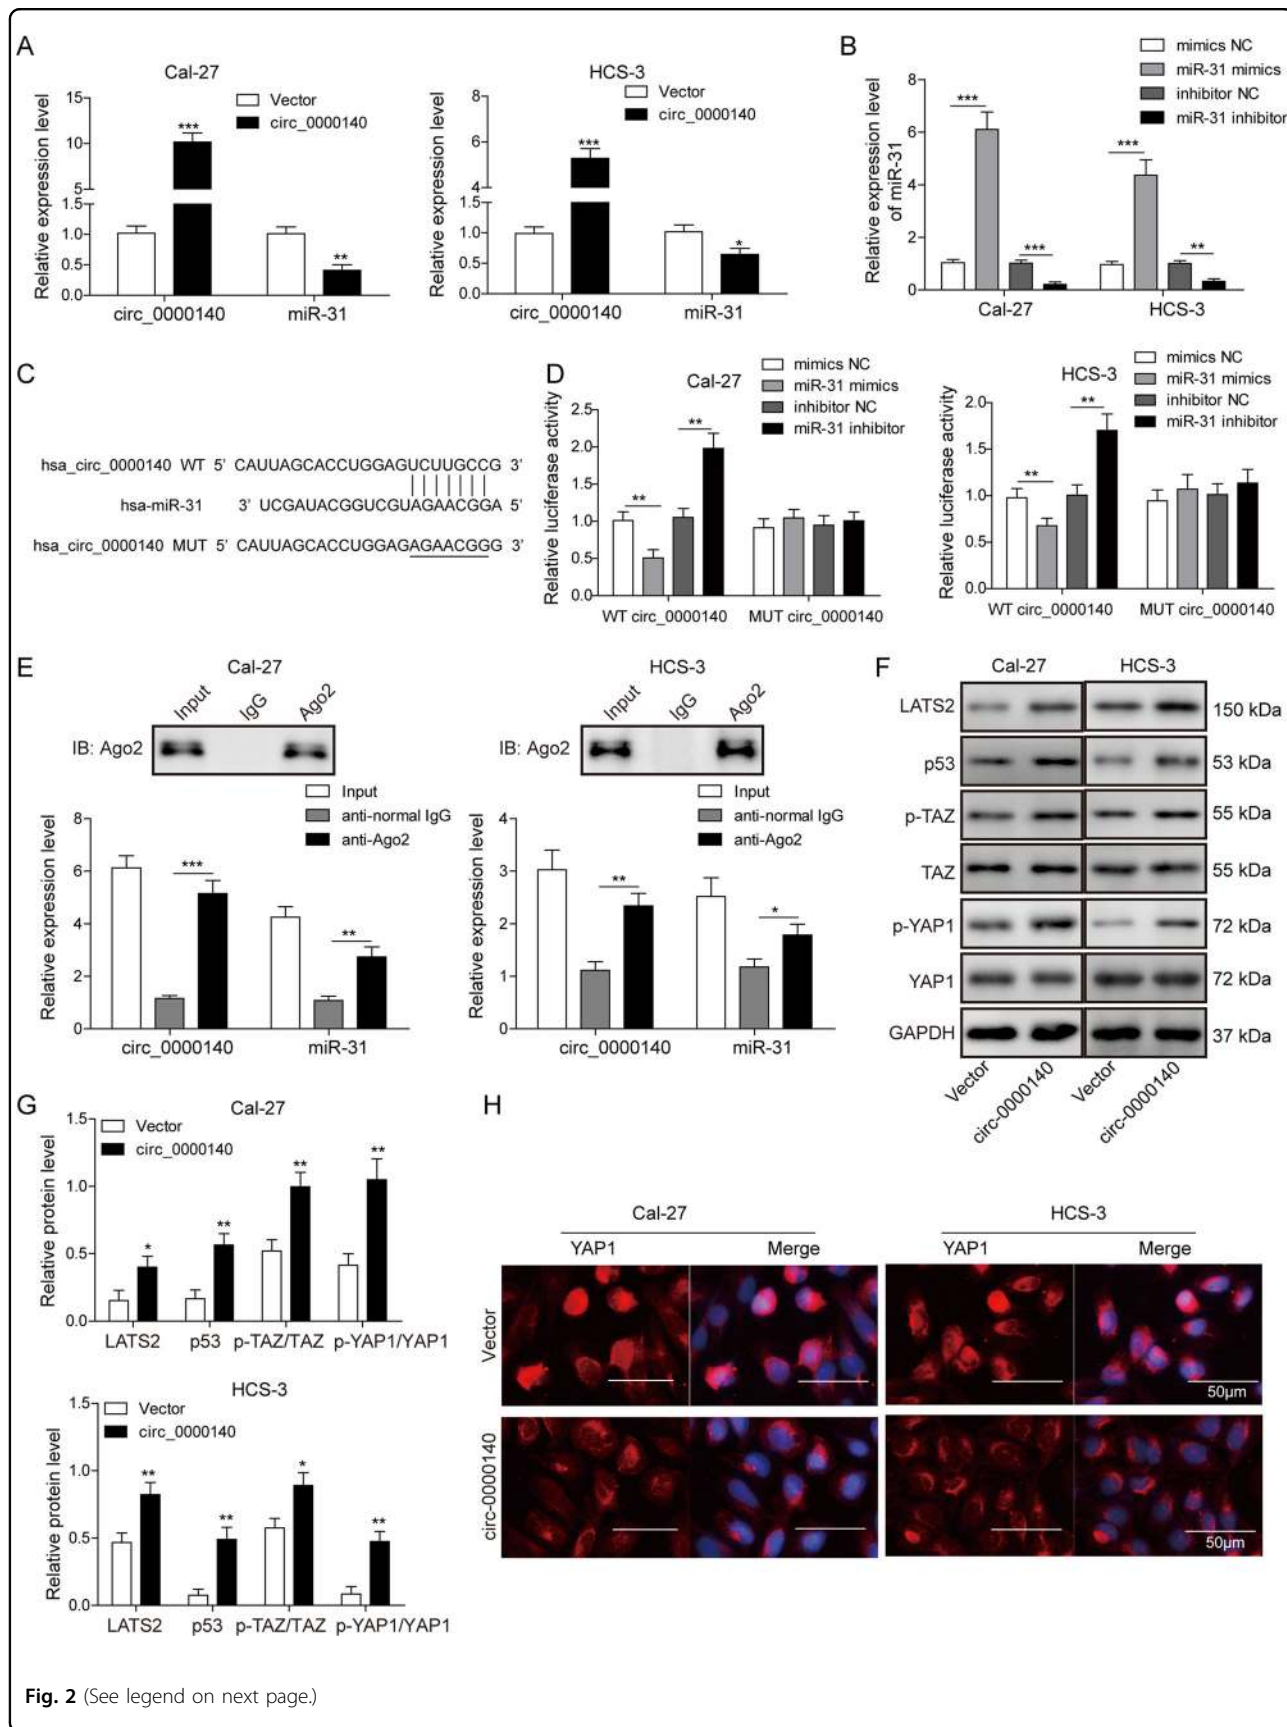 A
Cal-27
Vector
circ_0000140
Relative expression level
15
10
5
1.5
1.0
0.5
0.0
***
**
circ_0000140
miR-31
HCS-3
Vector
circ_0000140
Relative expression level
8
6
4
1.5
1.0
0.5
0.0
***
*
circ_0000140
miR-31
B
mimics NC
miR-31 mimics
inhibitor NC
miR-31 inhibitor
Relative expression level
of miR-31
8
6
4
2
0
***
***
***
**
Cal-27
HCS-3
C
hsa_circ_0000140 WT 5' CAUUAGCACCUGGAGUCUUGCCG 3'
hsa-miR-31 3' UCGAUACGGUCGUAGAACGGA 5'
hsa_circ_0000140 MUT 5' CAUUAGCACCUGGAGAGAACGGG 3'
D
Cal-27
mimics NC
miR-31 mimics
inhibitor NC
miR-31 inhibitor
Relative luciferase activity
2.5
2.0
1.5
1.0
0.5
0.0
**
**
WT circ_0000140
MUT circ_0000140
HCS-3
mimics NC
miR-31 mimics
inhibitor NC
miR-31 inhibitor
Relative luciferase activity
2.0
1.5
1.0
0.5
0.0
**
**
WT circ_0000140
MUT circ_0000140
E
Cal-27
Input
IgG
Ago2
IB: Ago2
Input
anti-normal IgG
anti-Ago2
Relative expression level
8
6
4
2
0
***
**
circ_0000140
miR-31
HCS-3
Input
IgG
Ago2
IB: Ago2
Input
anti-normal IgG
anti-Ago2
Relative expression level
4
3
2
1
0
**
*
circ_0000140
miR-31
F
Cal-27
HCS-3
LATS2
150 kDa
p53
53 kDa
p-TAZ
55 kDa
TAZ
55 kDa
p-YAP1
72 kDa
YAP1
72 kDa
GAPDH
37 kDa
Vector
circ-0000140
Vector
circ-0000140
G
Cal-27
Vector
circ_0000140
Relative protein level
1.5
1.0
0.5
0.0
*
**
**
**
LATS2
p53
p-TAZ/TAZ
p-YAP1/YAP1
HCS-3
Vector
circ_0000140
Relative protein level
1.5
1.0
0.5
0.0
**
**
*
**
LATS2
p53
p-TAZ/TAZ
p-YAP1/YAP1
H
Cal-27
HCS-3
YAP1
Merge
YAP1
Merge
Vector
50μm
circ-0000140
50μm
Fig. 2 (See legend on next page.)